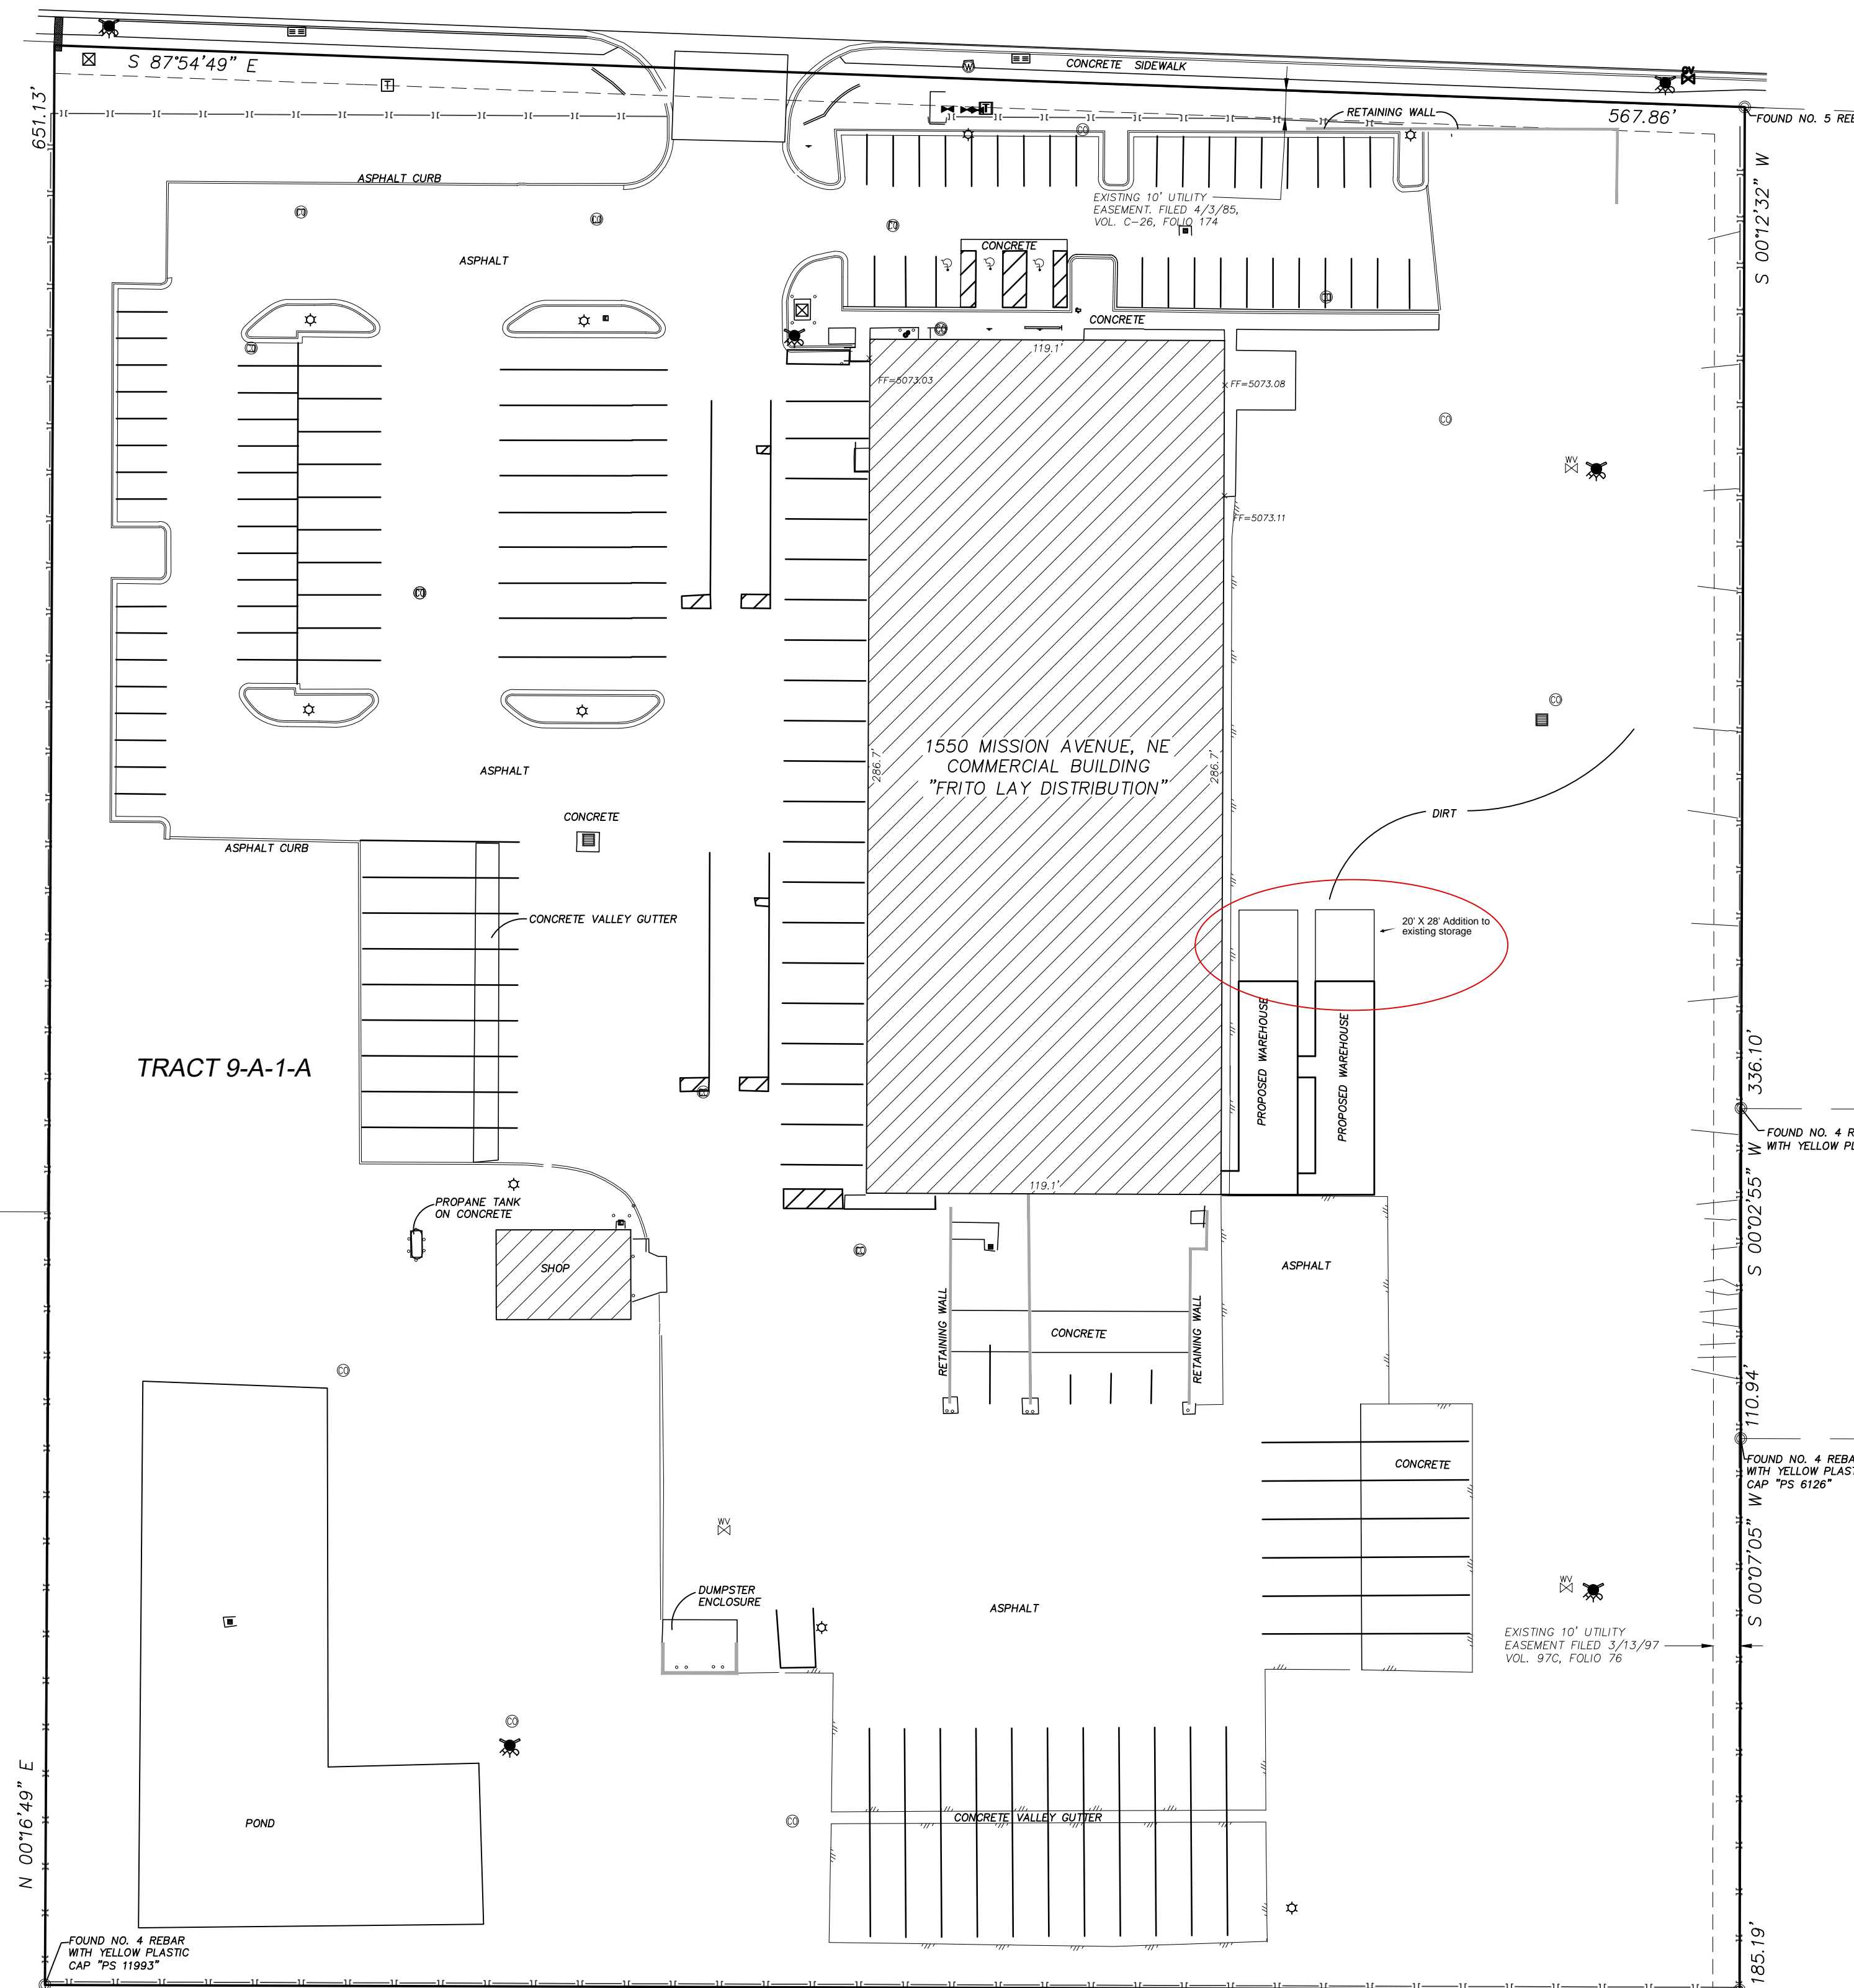 S 87°54'49" E
CONCRETE SIDEWALK
651.13'
567.86'
RETAINING WALL
ASPHALT CURB
S 00°12'32" W
EXISTING 10' UTILITY
EASEMENT. FILED 4/3/85,
VOL. C-26, FOLIO 174
CONCRETE
ASPHALT
CONCRETE
119.1'
FF=5073.03
FF=5073.08
WV
FF=5073.11
1550 MISSION AVENUE, NE
COMMERCIAL BUILDING
"FRITO LAY DISTRIBUTION"
286.7'
286.7'
ASPHALT
CONCRETE
DIRT
ASPHALT CURB
CONCRETE VALLEY GUTTER
20' X 28' Addition to
existing storage
PROPOSED WAREHOUSE
PROPOSED WAREHOUSE
336.10'
TRACT 9-A-1-A
FOUND NO. 4 R
WITH YELLOW PL
S 00°02'55" W
119.1'
PROPANE TANK
ON CONCRETE
SHOP
ASPHALT
RETAINING WALL
CONCRETE
RETAINING WALL
110.94'
CONCRETE
FOUND NO. 4 REBA
WITH YELLOW PLAST
CAP "PS 6126"
S 00°07'05" W
WV
WV
DUMPSTER
ENCLOSURE
ASPHALT
EXISTING 10' UTILITY
EASEMENT FILED 3/13/97
VOL. 97C, FOLIO 76
N 00°16'49" E
POND
CONCRETE VALLEY GUTTER
FOUND NO. 4 REBAR
WITH YELLOW PLASTIC
CAP "PS 11993"
185.19'
FOUND NO. 5 REB